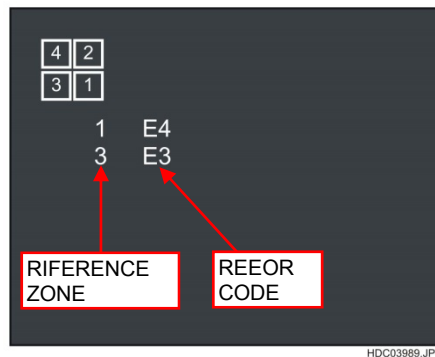 4 2
3 1
1 E4
3 E3
RIFERENCE
ZONE
REEOR
CODE
HDC03989.JP